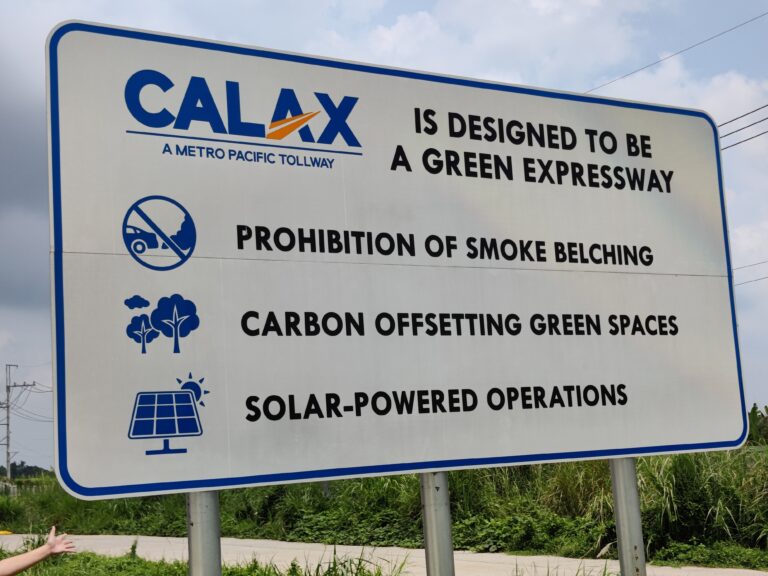 CALAX
A METRO PACIFIC TOLLWAY
IS DESIGNED TO BE
A GREEN EXPRESSWAY
PROHIBITION OF SMOKE BELCHING
CARBON OFFSETTING GREEN SPACES
SOLAR-POWERED OPERATIONS